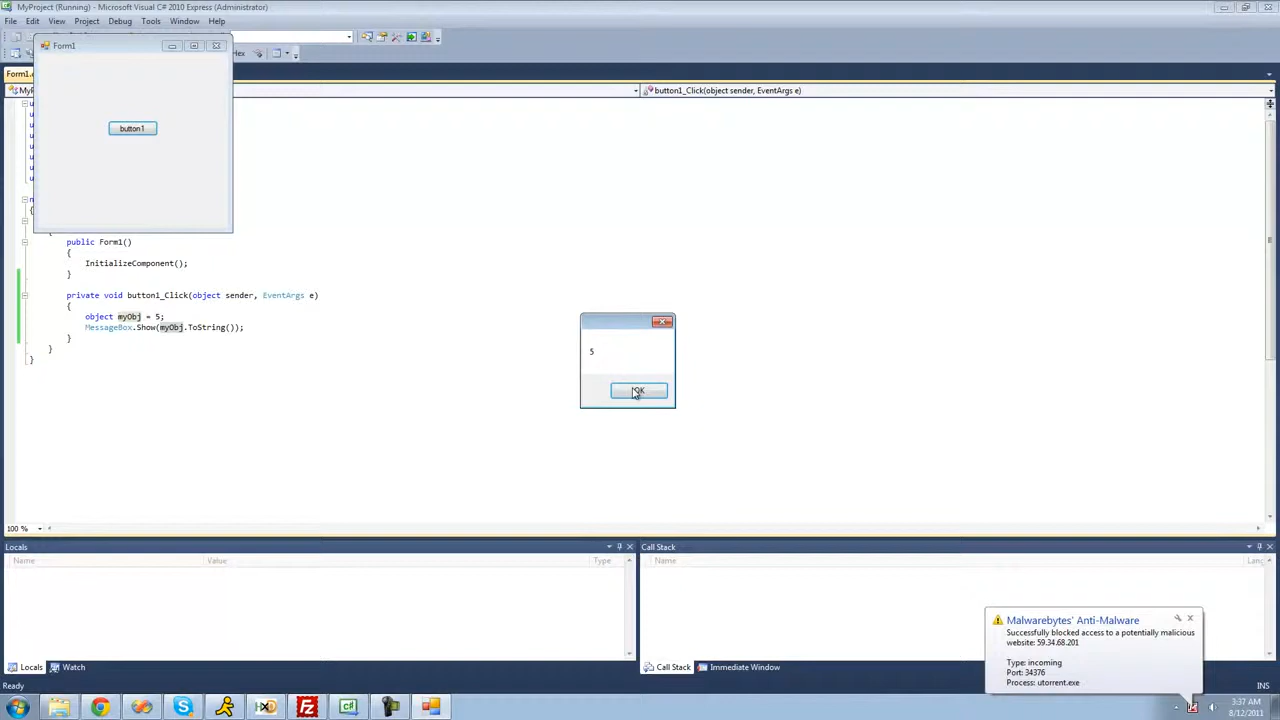 MyProject (Running) - Microsoft Visual C# 2010 Express (Administrator)
File Edit View Project Debug Tools Window Help
Form1
Hex
Form1.
MyP
button1_Click(object sender, EventArgs e)
button1
public Form1()
{
InitializeComponent();
}
private void button1_Click(object sender, EventArgs e)
{
object myObj = 5;
MessageBox.Show(myObj.ToString());
}
}
}
5
OK
100 %
Locals
Name Value Type
Call Stack
Name Lang
Malwarebytes' Anti-Malware
Successfully blocked access to a potentially malicious
website: 59.34.68.201
Type: incoming
Port: 34376
Process: utorrent.exe
Locals Watch
Call Stack Immediate Window
Ready
INS
3:37 AM
8/12/2011